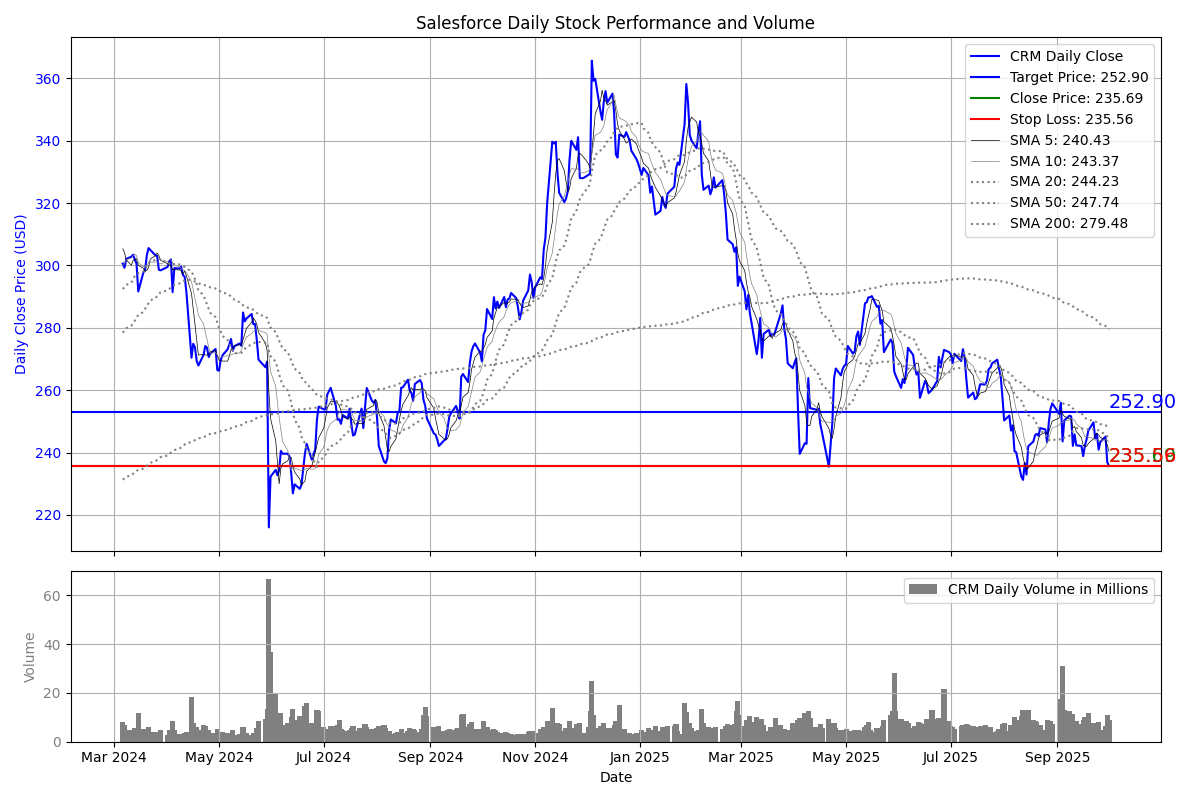 Salesforce Daily Stock Performance and Volume
Daily Close Price (USD)
360
340
320
300
280
260
240
220
CRM Daily Close
Target Price: 252.90
Close Price: 235.69
Stop Loss: 235.56
SMA 5: 240.43
SMA 10: 243.37
SMA 20: 244.23
SMA 50: 247.74
SMA 200: 279.48
252.90
235.56
Volume
60
40
20
0
CRM Daily Volume in Millions
Mar 2024 May 2024 Jul 2024 Sep 2024 Nov 2024 Jan 2025 Mar 2025 May 2025 Jul 2025 Sep 2025
Date